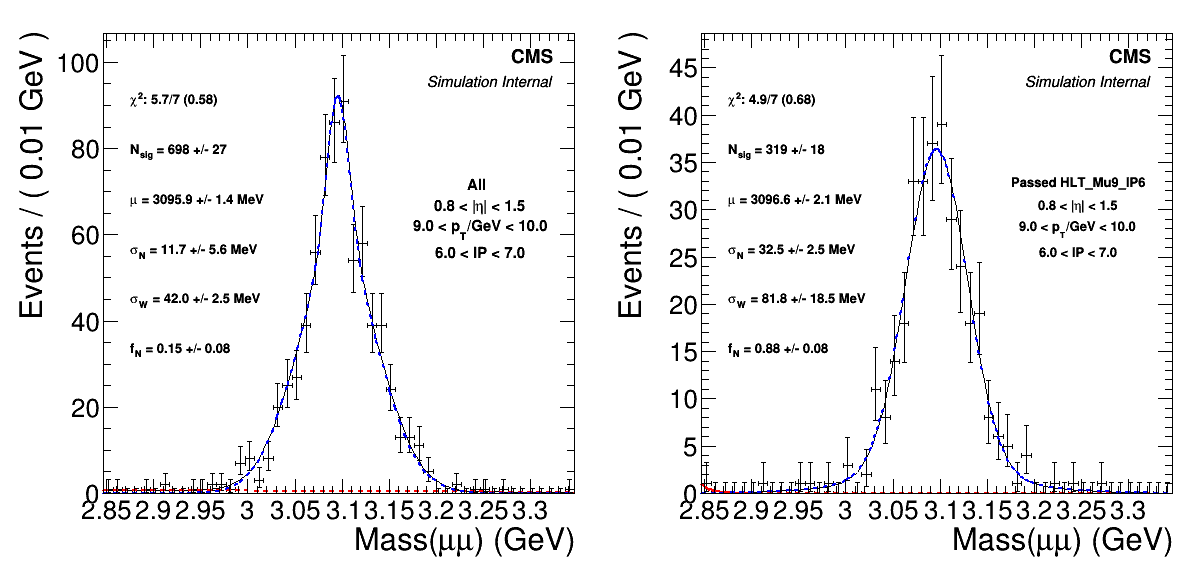 CMS
Simulation Internal
χ²: 5.7/7 (0.58)
N_sig = 698 +/- 27
μ = 3095.9 +/- 1.4 MeV
σ_N = 11.7 +/- 5.6 MeV
σ_W = 42.0 +/- 2.5 MeV
f_N = 0.15 +/- 0.08
All
0.8 < |η| < 1.5
9.0 < p_T/GeV < 10.0
6.0 < IP < 7.0
Events / ( 0.01 GeV )
100
80
60
40
20
0
2.85 2.9 2.95 3 3.05 3.1 3.15 3.2 3.25 3.3
Mass(μμ) (GeV)
CMS
Simulation Internal
χ²: 4.9/7 (0.68)
N_sig = 319 +/- 18
μ = 3096.6 +/- 2.1 MeV
σ_N = 32.5 +/- 2.5 MeV
σ_W = 81.8 +/- 18.5 MeV
f_N = 0.88 +/- 0.08
Passed HLT_Mu9_IP6
0.8 < |η| < 1.5
9.0 < p_T/GeV < 10.0
6.0 < IP < 7.0
Events / ( 0.01 GeV )
45
40
35
30
25
20
15
10
5
0
2.85 2.9 2.95 3 3.05 3.1 3.15 3.2 3.25 3.3
Mass(μμ) (GeV)